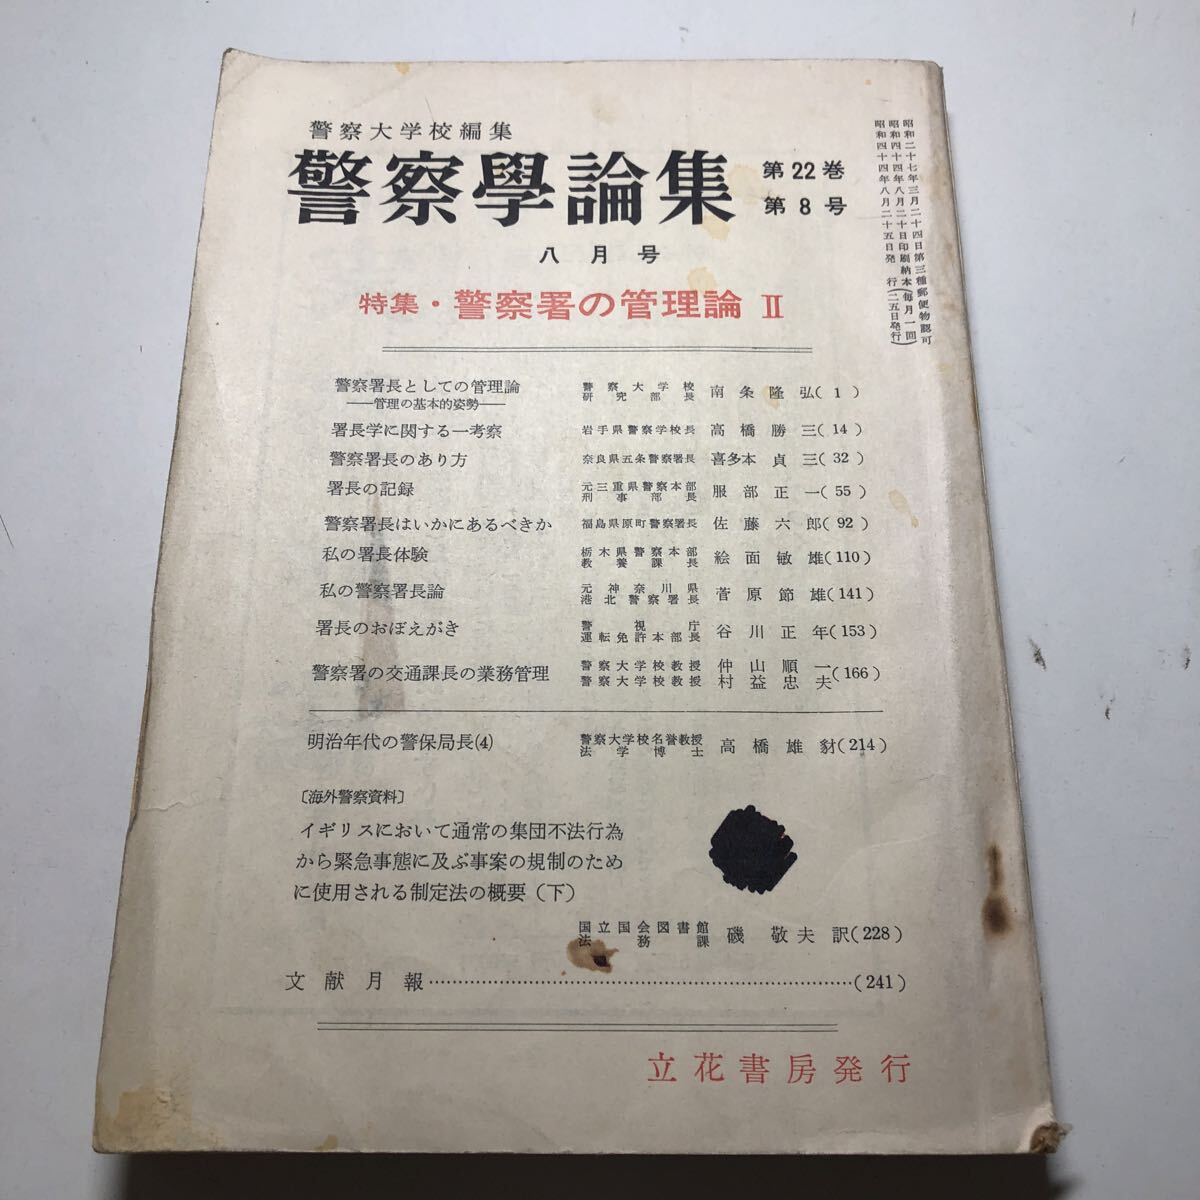 警察大学校編集
警察學論集
第22巻
第8号
八月号
昭和二十七年三月二十四日第三種郵便物認可
昭和四十四年八月二十日印刷納本(毎月一回)
昭和四十四年八月二十五日発行(二五日発行)
特集・警察署の管理論 II
警察署長としての管理論 警察大学校 南条隆弘(1)
――管理の基本的姿勢―― 研究部長
署長学に関する一考察 岩手県警察学校長 高橋勝三(14)
警察署長のあり方 奈良県五条警察署長 喜多本貞三(32)
署長の記録 元三重県警察本部 服部正一(55)
刑事部長
警察署長はいかにあるべきか 福島県原町警察署長 佐藤六郎(92)
私の署長体験 栃木県警察本部 絵面敏雄(110)
教養課長
私の警察署長論 元神奈川県 菅原節雄(141)
港北警察署長
署長のおぼえがき 警視庁 谷川正年(153)
運転免許本部長
警察署の交通課長の業務管理 警察大学校教授 仲山順一(166)
警察大学校教授 村益忠夫
明治年代の警保局長(4) 警察大学校名誉教授 高橋雄豺(214)
法学博士
〔海外警察資料〕
イギリスにおいて通常の集団不法行為
から緊急事態に及ぶ事案の規制のため
に使用される制定法の概要(下)
国立国会図書館 磯敬夫訳(228)
法務課
文献月報……(241)
立花書房発行